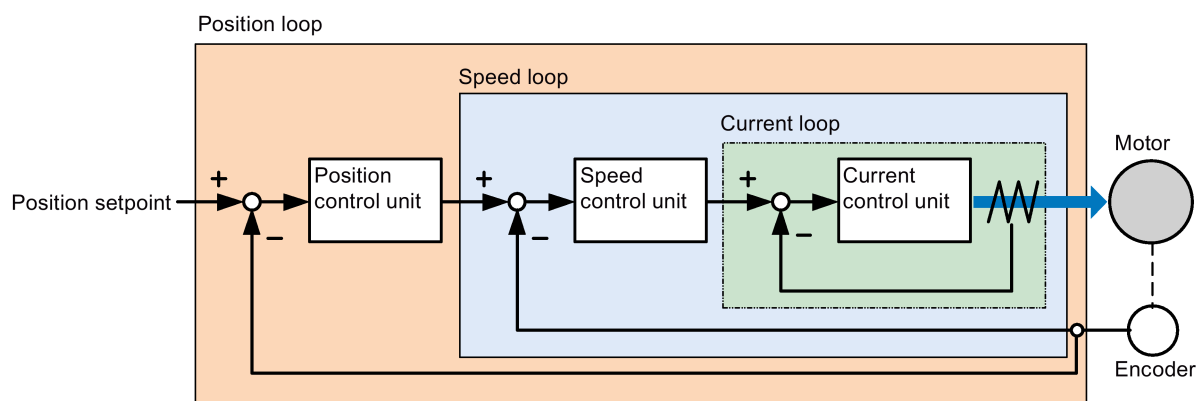 Position loop
Speed loop
Current loop
Motor
Position setpoint
+
−
Position
control unit
+
−
Speed
control unit
+
−
Current
control unit
Encoder